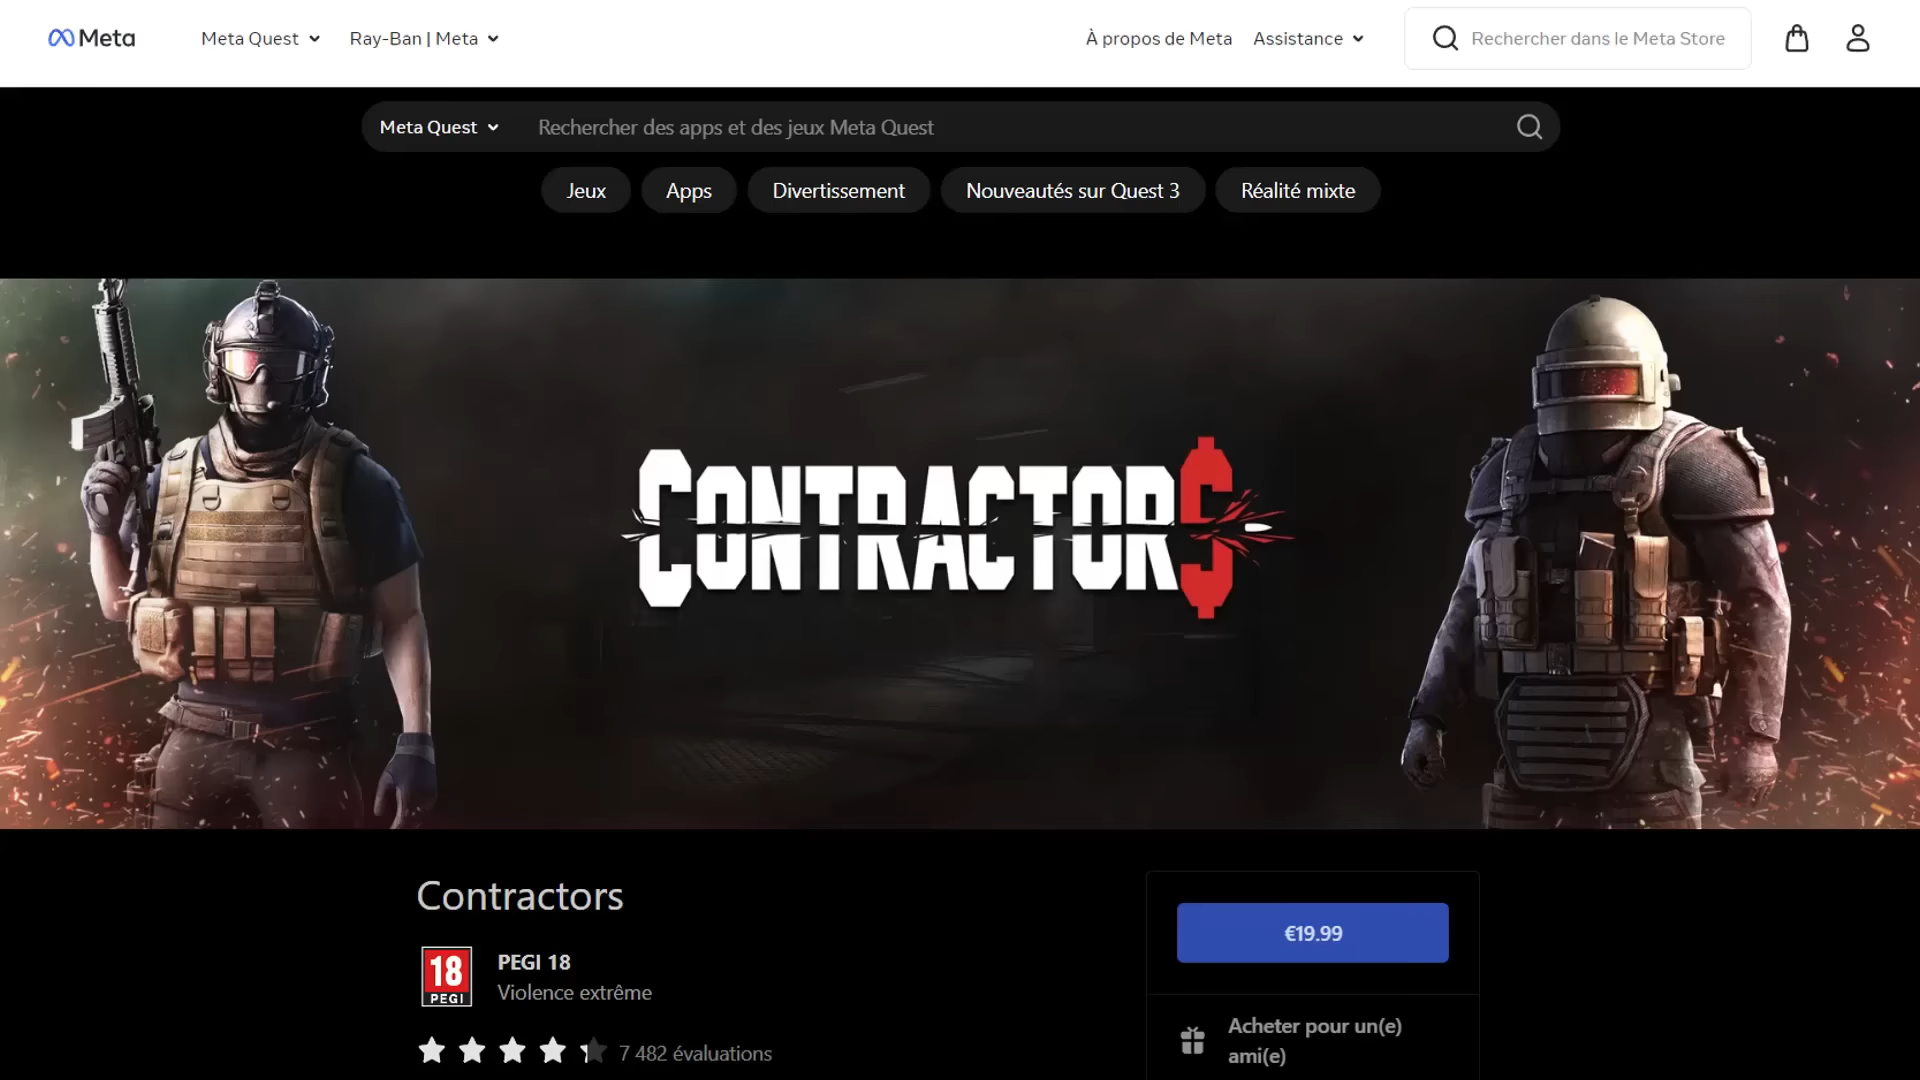 Meta
Meta Quest
Ray-Ban | Meta
À propos de Meta
Assistance
Rechercher dans le Meta Store
Meta Quest
Rechercher des apps et des jeux Meta Quest
Jeux
Apps
Divertissement
Nouveautés sur Quest 3
Réalité mixte
CONTRACTOR$
Contractors
18
PEGI
PEGI 18
Violence extrême
7 482 évaluations
€19.99
Acheter pour un(e)
ami(e)